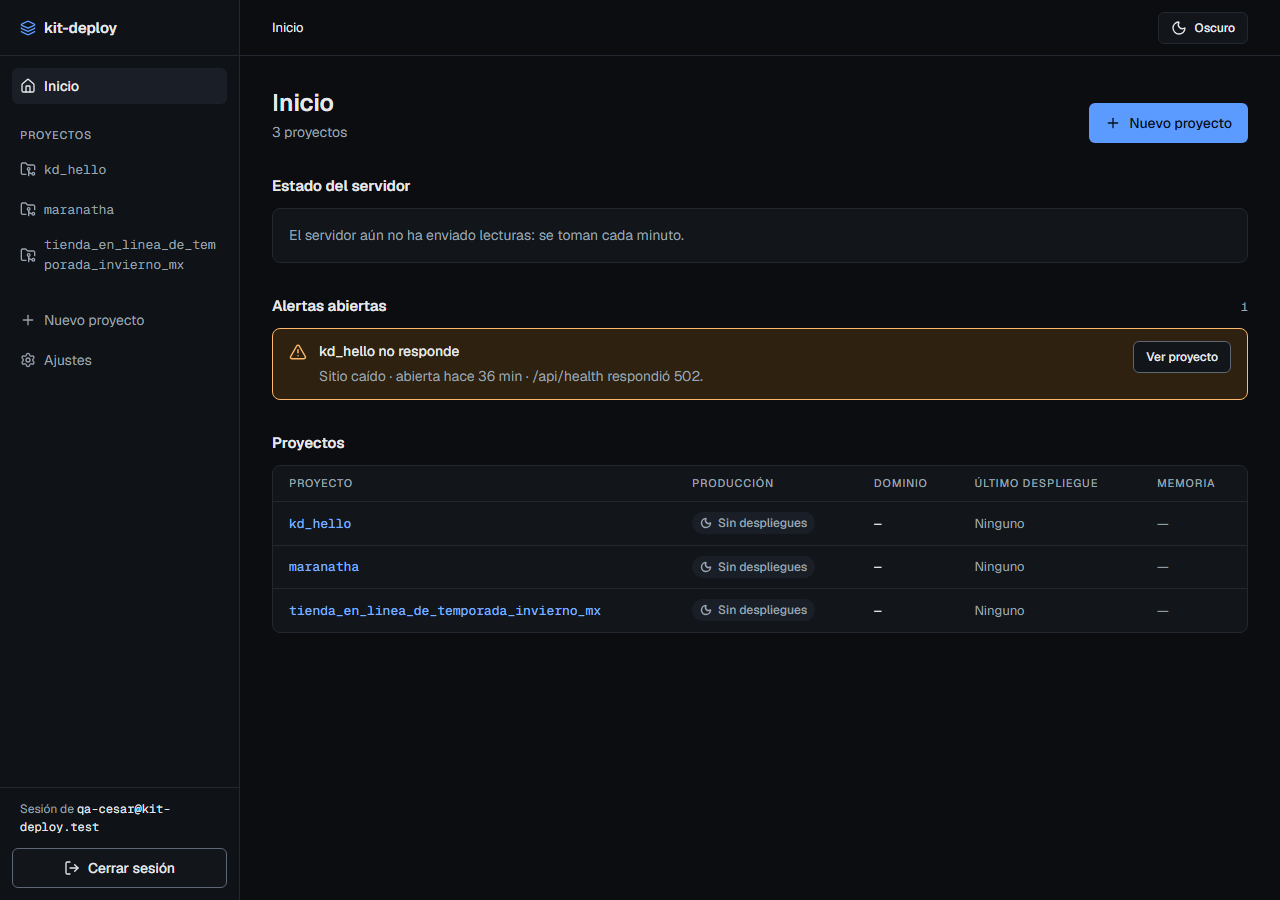 kit-deploy
Inicio
PROYECTOS
kd_hello
maranatha
tienda_en_linea_de_tem
porada_invierno_mx
Nuevo proyecto
Ajustes
Sesión de qa-cesar@kit-
deploy.test
Cerrar sesión
Inicio
Oscuro
Inicio
3 proyectos
Nuevo proyecto
Estado del servidor
El servidor aún no ha enviado lecturas: se toman cada minuto.
Alertas abiertas 1
kd_hello no responde
Sitio caído · abierta hace 36 min · /api/health respondió 502.
Ver proyecto
Proyectos
PROYECTO PRODUCCIÓN DOMINIO ÚLTIMO DESPLIEGUE MEMORIA
kd_hello Sin despliegues – Ninguno —
maranatha Sin despliegues – Ninguno —
tienda_en_linea_de_temporada_invierno_mx Sin despliegues – Ninguno —